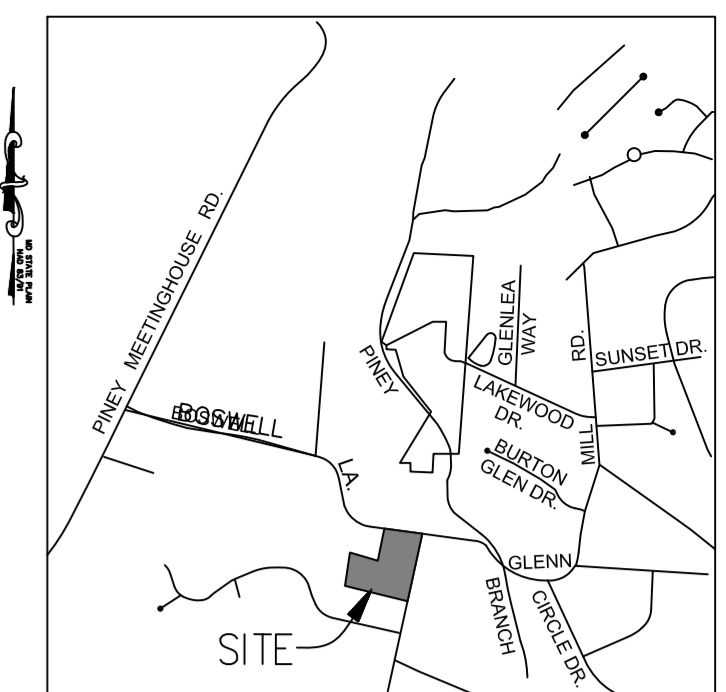 MD STATE PLAN
NAD 83/91
PINEY MEETINGHOUSE RD.
BOSWELL
BOSWELL
LA.
PINEY
GLENLEA
WAY
RD.
SUNSET DR.
LAKEWOOD
DR.
MILL
BURTON
GLEN DR.
GLENN
BRANCH
CIRCLE DR.
SITE